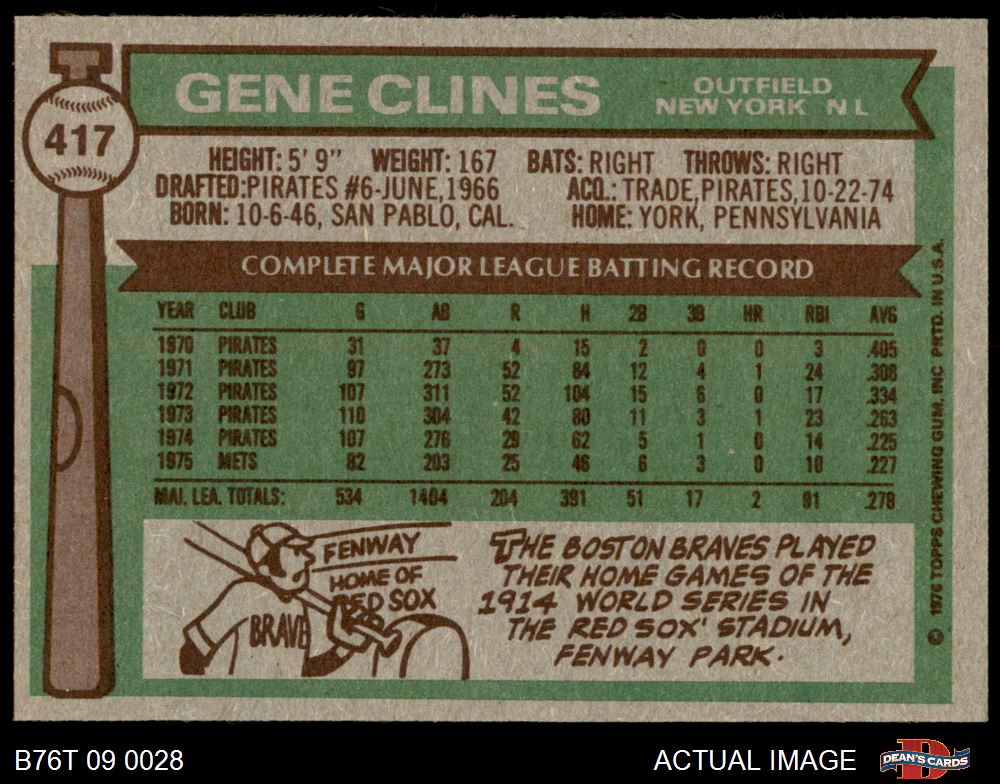 GENE CLINES
OUTFIELD
NEW YORK N L
417
HEIGHT: 5' 9" WEIGHT: 167 BATS: RIGHT THROWS: RIGHT
DRAFTED: PIRATES #6-JUNE, 1966 ACQ.: TRADE, PIRATES, 10-22-74
BORN: 10-6-46, SAN PABLO, CAL. HOME: YORK, PENNSYLVANIA
COMPLETE MAJOR LEAGUE BATTING RECORD
YEAR CLUB G AB R H 2B 3B HR RBI AVG
1970 PIRATES 31 37 4 15 2 0 0 3 .405
1971 PIRATES 97 273 52 84 12 4 1 24 .308
1972 PIRATES 107 311 52 104 15 6 0 17 .334
1973 PIRATES 110 304 42 80 11 3 1 23 .263
1974 PIRATES 107 276 29 62 5 1 0 14 .225
1975 METS 82 203 25 46 6 3 0 10 .227
MAJ. LEA. TOTALS: 534 1404 204 391 51 17 2 91 .278
FENWAY
HOME OF
RED SOX
BRAVE
THE BOSTON BRAVES PLAYED
THEIR HOME GAMES OF THE
1914 WORLD SERIES IN
THE RED SOX' STADIUM,
FENWAY PARK.
© 1976 TOPPS CHEWING GUM, INC PRTD. IN U.S.A.
B76T 09 0028 ACTUAL IMAGE
DEAN'S CARDS